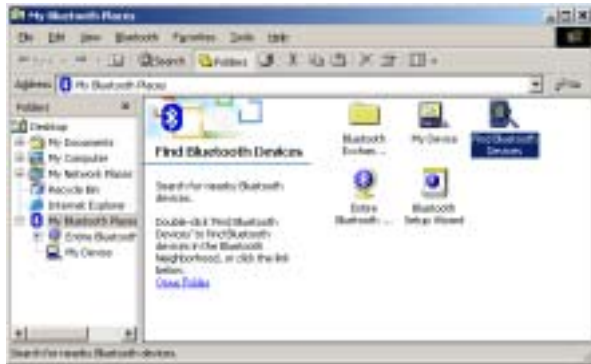 My Bluetooth Places
File Edit View Bluetooth Favorites Tools Help
Search Folders
Address My Bluetooth Places
Folders
Desktop
My Documents
My Computer
My Network Places
Recycle Bin
Internet Explorer
My Bluetooth Places
Entire Bluetooth
My Device
Find Bluetooth Devices
Search for nearby Bluetooth
devices.
Double-click "Find Bluetooth
Devices" to find Bluetooth
devices in the Bluetooth
Neighborhood, or click the link
below.
Open Folder
Bluetooth
Exchan...
My Device
Find Bluetooth
Devices
Entire
Bluetooth ...
Bluetooth
Setup Wizard
Search for nearby Bluetooth devices.